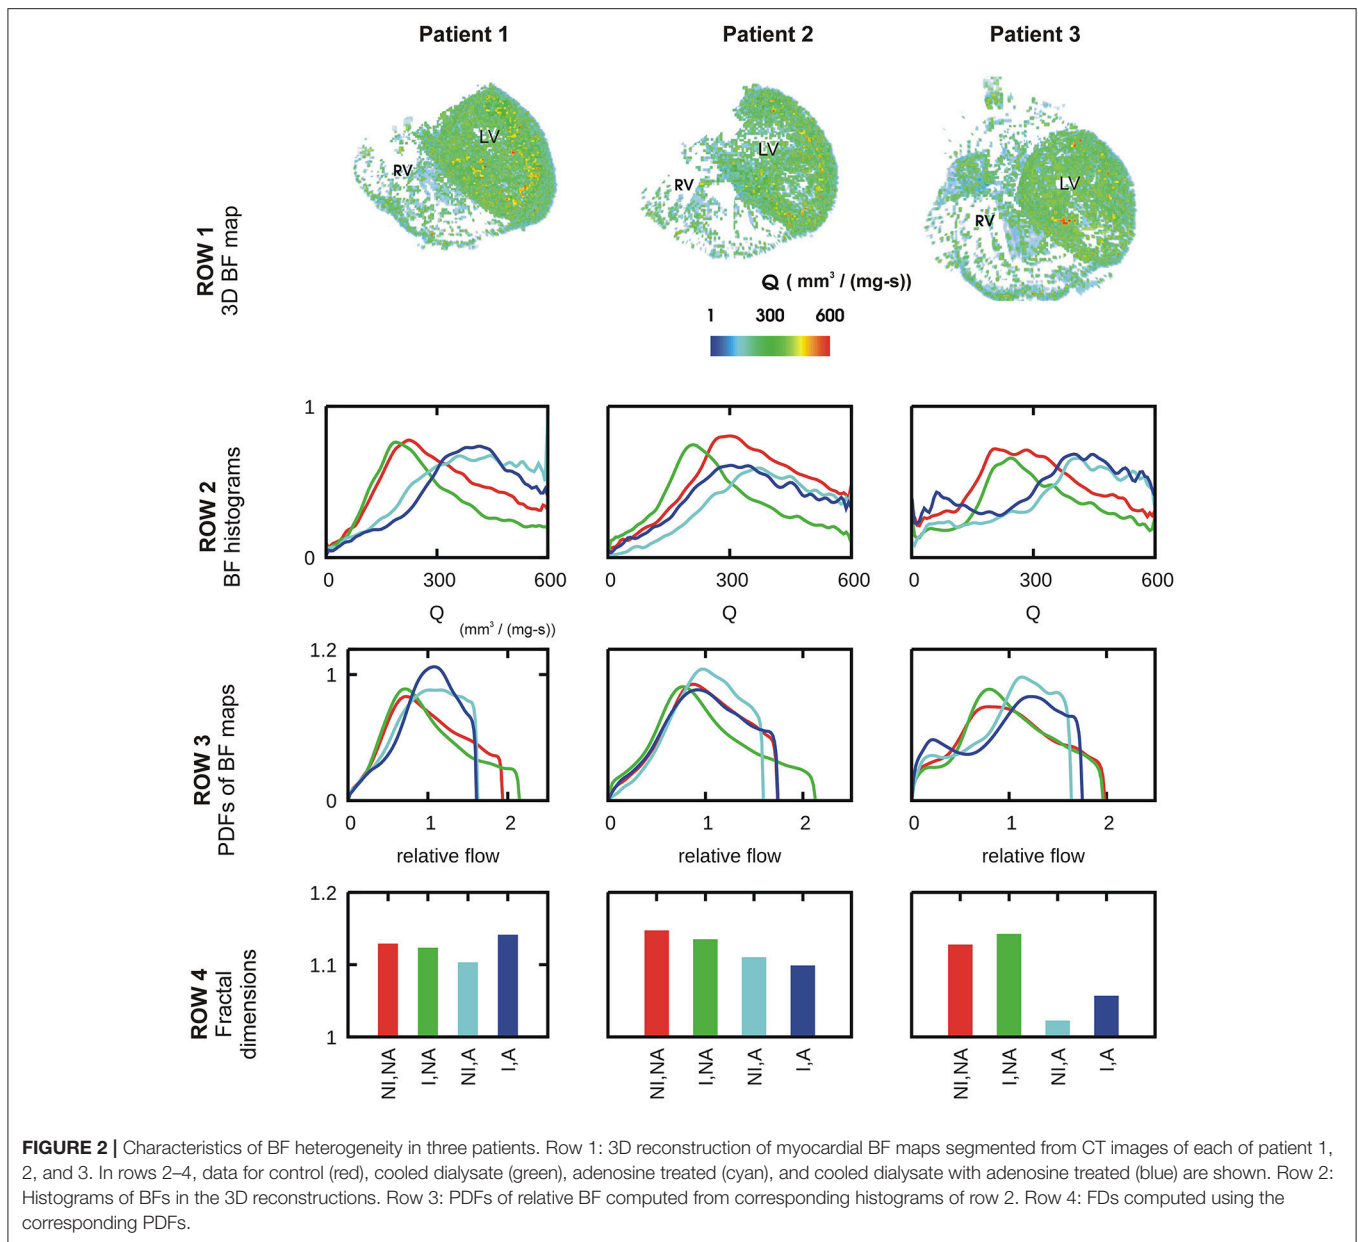 Patient 1 Patient 2 Patient 3
ROW 1
3D BF map
LV
RV
LV
RV
LV
RV
Q ( mm³ / (mg-s))
1 300 600
ROW 2
BF histograms
1
0
0 300 600
0 300 600
0 300 600
Q Q Q
(mm³ / (mg-s))
ROW 3
PDFs of BF maps
1.2
1
0
0 1 2
0 1 2
0 1 2
relative flow relative flow relative flow
ROW 4
Fractal
dimensions
1.2
1.1
1
NI,NA I,NA NI,A I,A
NI,NA I,NA NI,A I,A
NI,NA I,NA NI,A I,A
FIGURE 2 | Characteristics of BF heterogeneity in three patients. Row 1: 3D reconstruction of myocardial BF maps segmented from CT images of each of patient 1,
2, and 3. In rows 2–4, data for control (red), cooled dialysate (green), adenosine treated (cyan), and cooled dialysate with adenosine treated (blue) are shown. Row 2:
Histograms of BFs in the 3D reconstructions. Row 3: PDFs of relative BF computed from corresponding histograms of row 2. Row 4: FDs computed using the
corresponding PDFs.